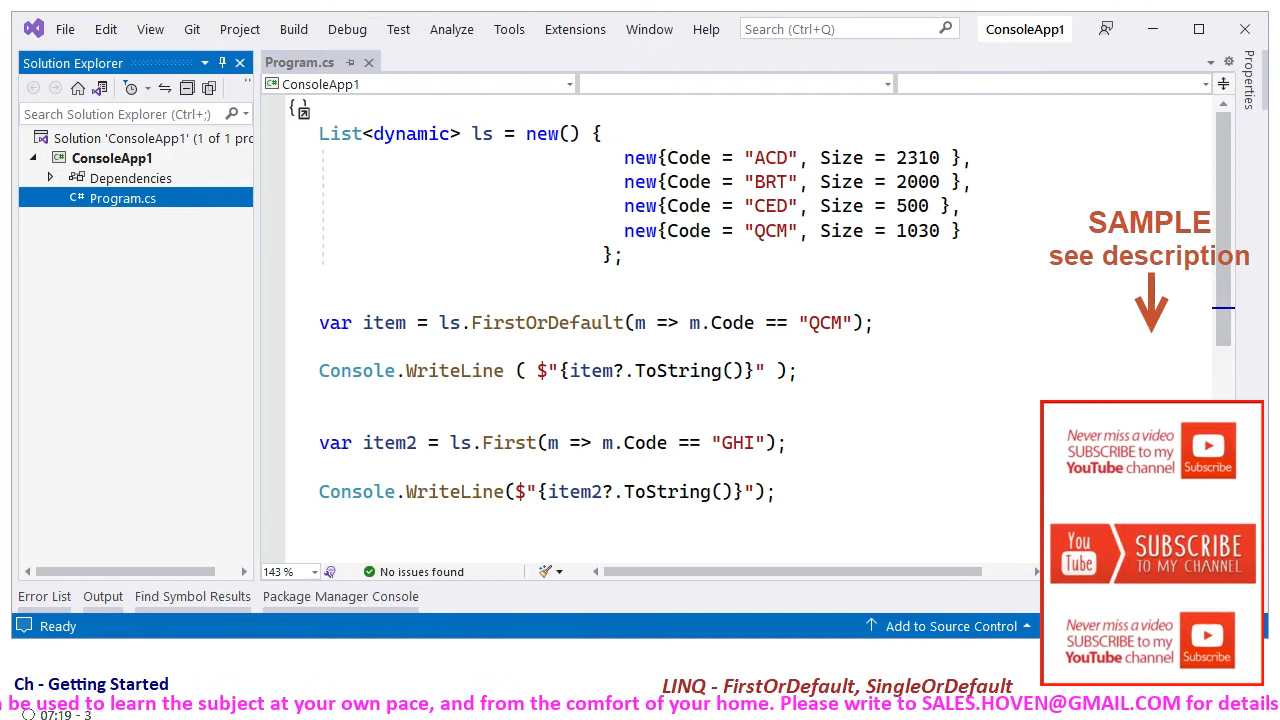 File Edit View Git Project Build Debug Test Analyze Tools Extensions Window Help Search (Ctrl+Q) ConsoleApp1
Solution Explorer
Program.cs
ConsoleApp1
Search Solution Explorer (Ctrl+;)
Solution 'ConsoleApp1' (1 of 1 pro
ConsoleApp1
Dependencies
C# Program.cs
Properties
{
List<dynamic> ls = new() {
new{Code = "ACD", Size = 2310 },
new{Code = "BRT", Size = 2000 },
new{Code = "CED", Size = 500 },
new{Code = "QCM", Size = 1030 }
};
var item = ls.FirstOrDefault(m => m.Code == "QCM");
Console.WriteLine ( $"{item?.ToString()}" );
var item2 = ls.First(m => m.Code == "GHI");
Console.WriteLine($"{item2?.ToString()}");
SAMPLE
see description
Never miss a video
SUBSCRIBE to my
YouTube channel
Subscribe
You
Tube
SUBSCRIBE
TO MY CHANNEL
Never miss a video
SUBSCRIBE to my
YouTube channel
Subscribe
143 % No issues found
Error List Output Find Symbol Results Package Manager Console
Ready Add to Source Control
Ch - Getting Started
LINQ - FirstOrDefault, SingleOrDefault
be used to learn the subject at your own pace, and from the comfort of your home. Please write to SALES.HOVEN@GMAIL.COM for details
07:19 - 3